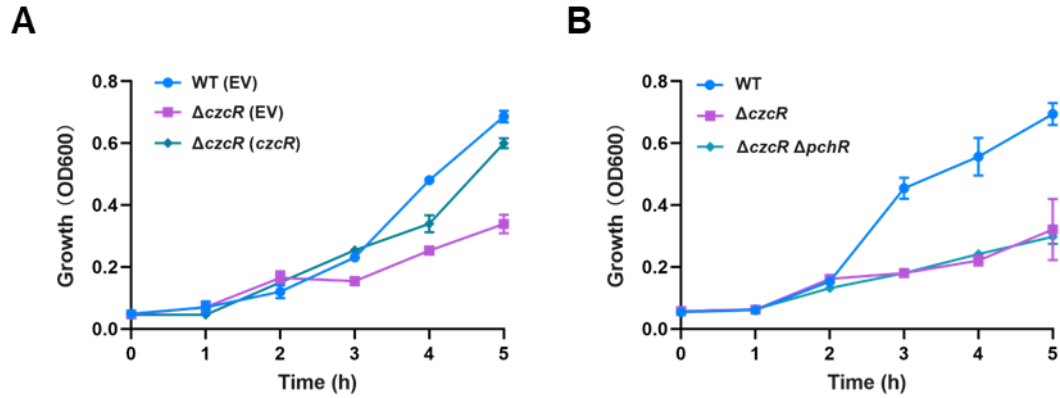 A
WT (EV)
ΔczcR (EV)
ΔczcR (czcR)
Growth (OD600)
0.8
0.6
0.4
0.2
0.0
0 1 2 3 4 5
Time (h)
B
WT
ΔczcR
ΔczcR ΔpchR
Growth (OD600)
0.8
0.6
0.4
0.2
0.0
0 1 2 3 4 5
Time (h)